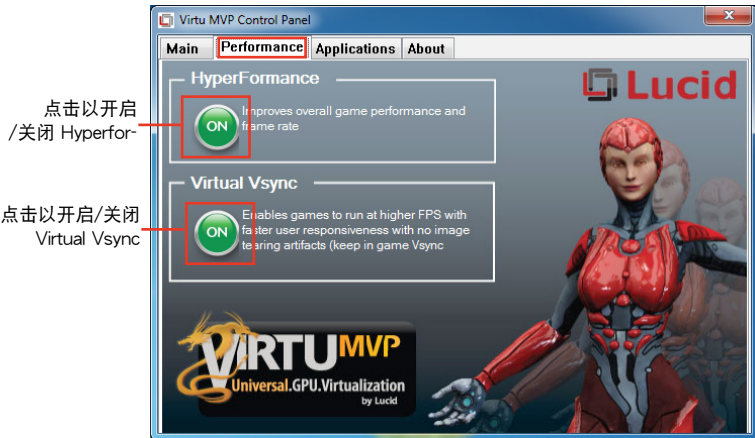 Virtu MVP Control Panel
Main Performance Applications About
HyperFormance
Lucid
点击以开启
/关闭 Hyperfor-
ON
Improves overall game performance and
frame rate
Virtual Vsync
点击以开启/关闭
Virtual Vsync
ON
Enables games to run at higher FPS with
faster user responsiveness with no image
tearing artifacts (keep in game Vsync
VIRTU MVP
Universal.GPU.Virtualization
by Lucid